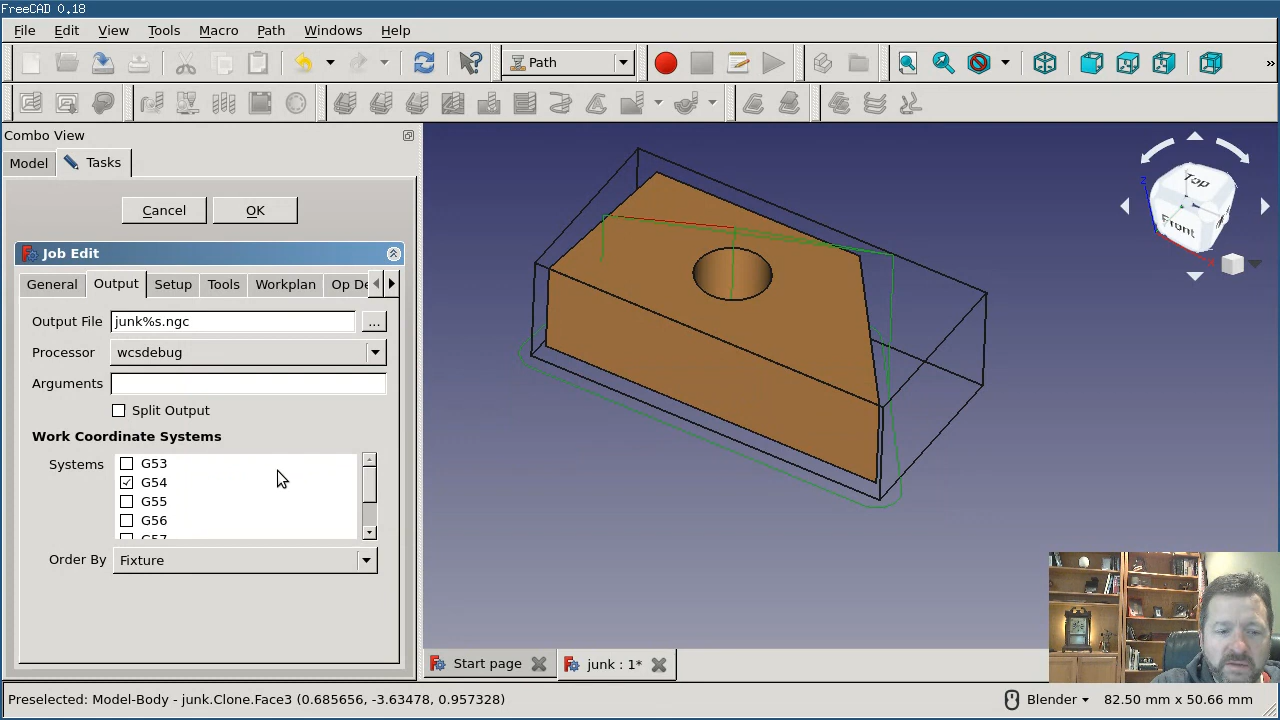 FreeCAD 0.18
File Edit View Tools Macro Path Windows Help
Path
»
Combo View
Model Tasks
Cancel OK
Job Edit
General Output Setup Tools Workplan Op De
Output File junk%s.ngc ...
Processor wcsdebug
Arguments
Split Output
Work Coordinate Systems
Systems G53
G54
G55
G56
G57
Order By Fixture
Top
Front
Z
X
Start page junk : 1*
Preselected: Model-Body - junk.Clone.Face3 (0.685656, -3.63478, 0.957328) Blender 82.50 mm x 50.66 mm